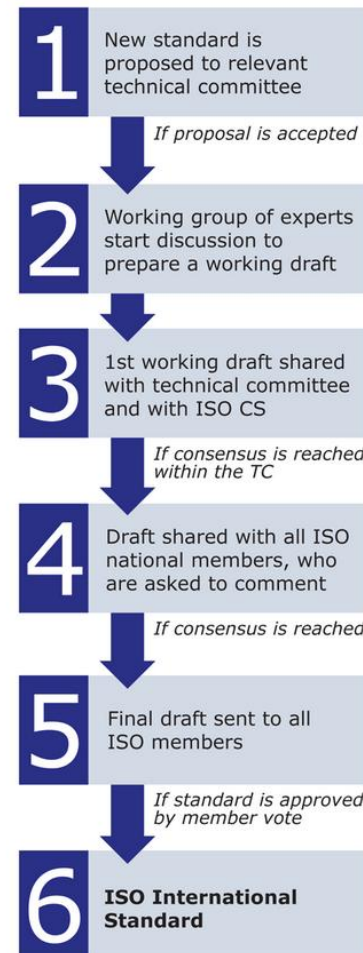 1
New standard is
proposed to relevant
technical committee
If proposal is accepted
2
Working group of experts
start discussion to
prepare a working draft
3
1st working draft shared
with technical committee
and with ISO CS
If consensus is reached
within the TC
4
Draft shared with all ISO
national members, who
are asked to comment
If consensus is reached
5
Final draft sent to all
ISO members
If standard is approved
by member vote
6
ISO International
Standard